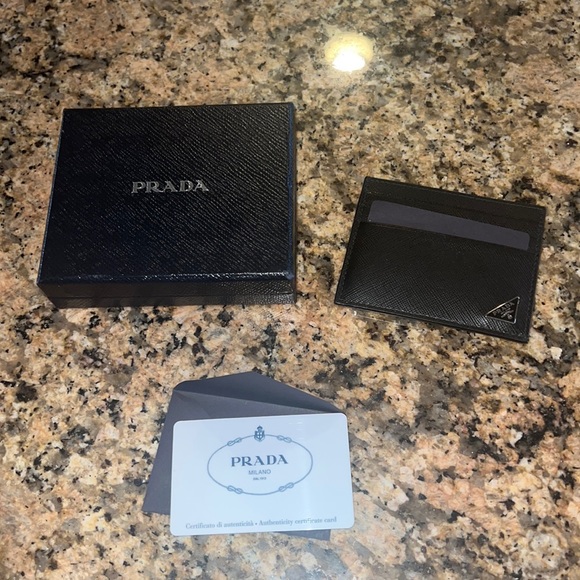 PRADA
PRADA
MILANO
Certificato di autenticità • Authenticity certificate card